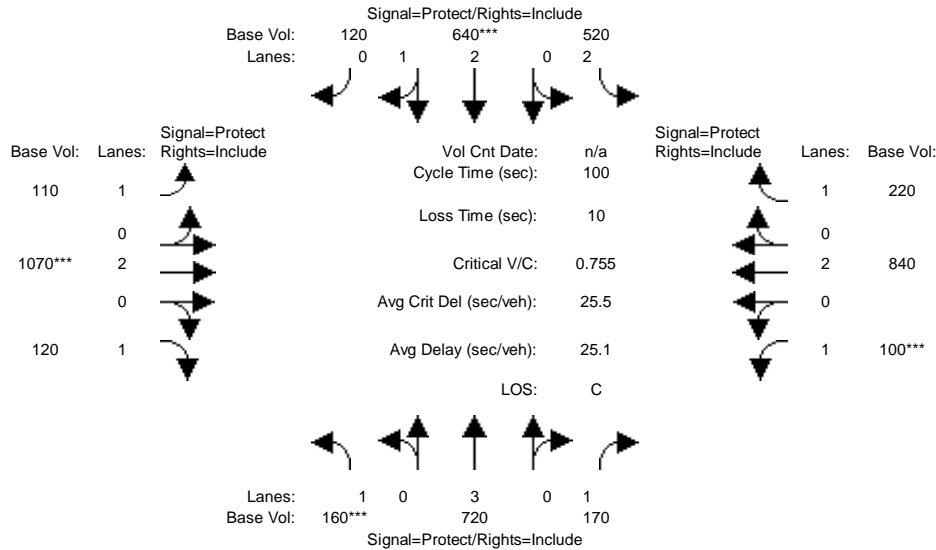 Signal=Protect/Rights=Include
Base Vol: 120 640*** 520
Lanes: 0 1 2 0 2
Signal=Protect
Base Vol: Lanes: Rights=Include
Vol Cnt Date: n/a
Signal=Protect
Rights=Include Lanes: Base Vol:
Cycle Time (sec): 100
110 1
1 220
Loss Time (sec): 10
0
0
1070*** 2
Critical V/C: 0.755
2 840
0
Avg Crit Del (sec/veh): 25.5
0
120 1
Avg Delay (sec/veh): 25.1
1 100***
LOS: C
Lanes: 1 0 3 0 1
Base Vol: 160*** 720 170
Signal=Protect/Rights=Include